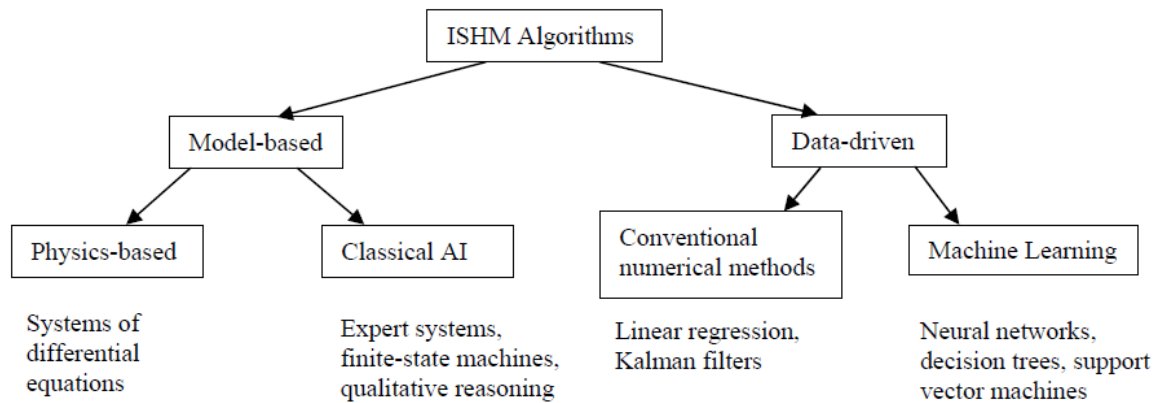 ISHM Algorithms
Model-based
Data-driven
Physics-based
Classical AI
Conventional
numerical methods
Machine Learning
Systems of
differential
equations
Expert systems,
finite-state machines,
qualitative reasoning
Linear regression,
Kalman filters
Neural networks,
decision trees, support
vector machines